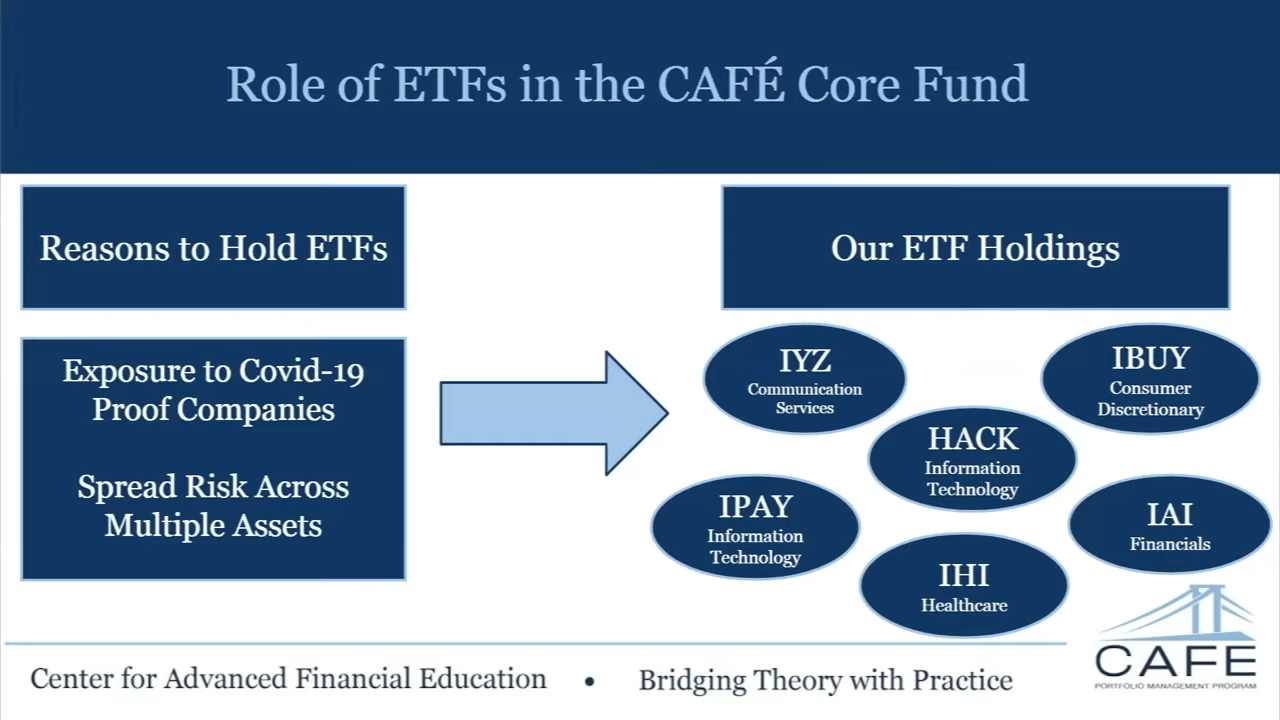 Role of ETFs in the CAFÉ Core Fund
Reasons to Hold ETFs
Exposure to Covid-19
Proof Companies
Spread Risk Across
Multiple Assets
Our ETF Holdings
IYZ
Communication
Services
IBUY
Consumer
Discretionary
HACK
Information
Technology
IPAY
Information
Technology
IAI
Financials
IHI
Healthcare
Center for Advanced Financial Education • Bridging Theory with Practice
CAFE
PORTFOLIO MANAGEMENT PROGRAM